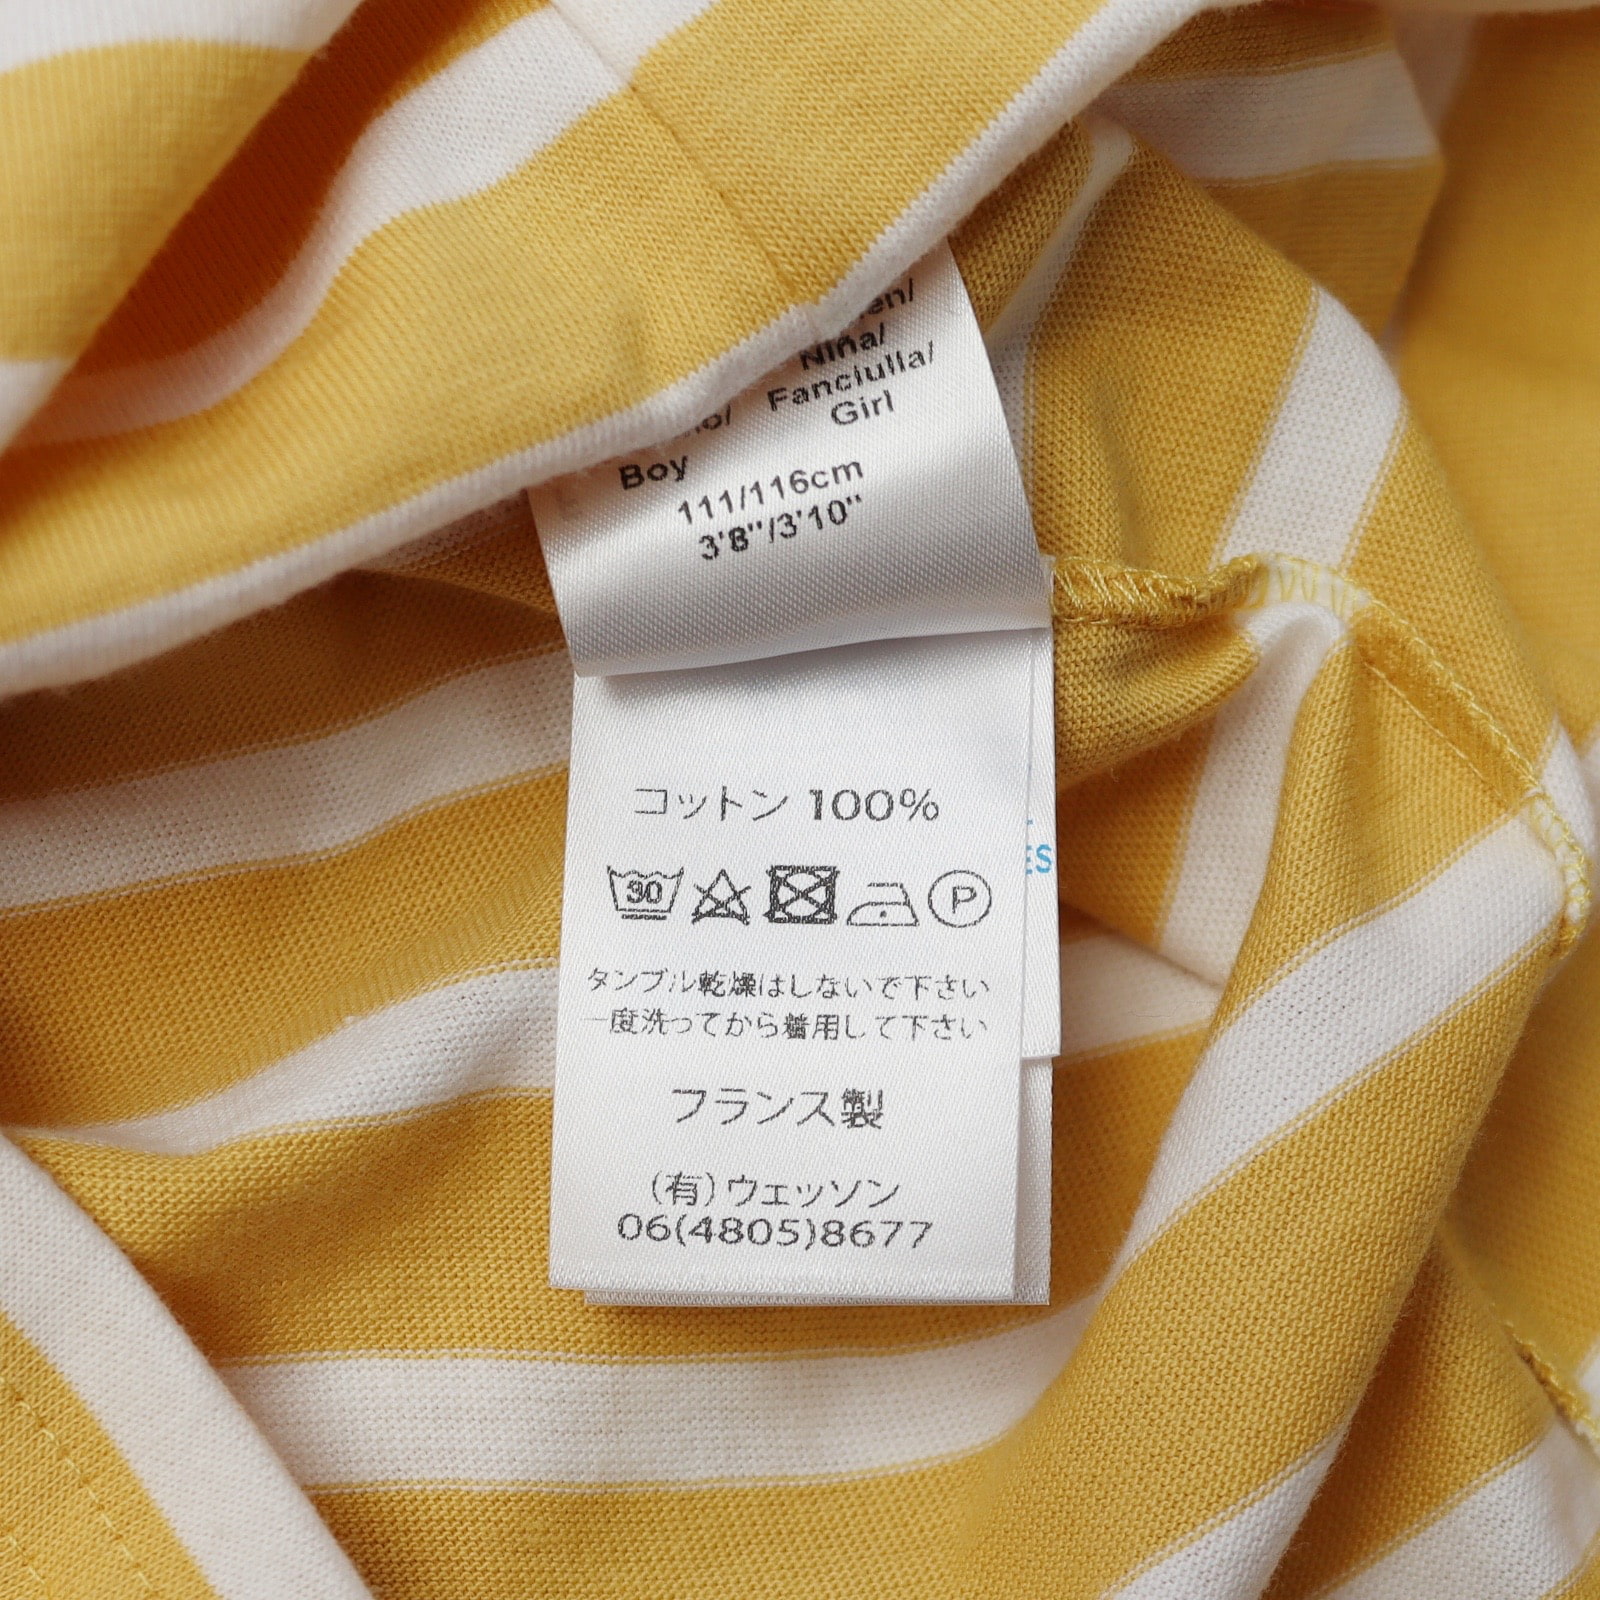 Niña/
Fanciulla/
Girl
Boy
111/116cm
3'8"/3'10"
コットン 100%
30
P
タンブル乾燥はしないで下さい
一度洗ってから着用して下さい
フランス製
(有)ウェッソン
06(4805)8677